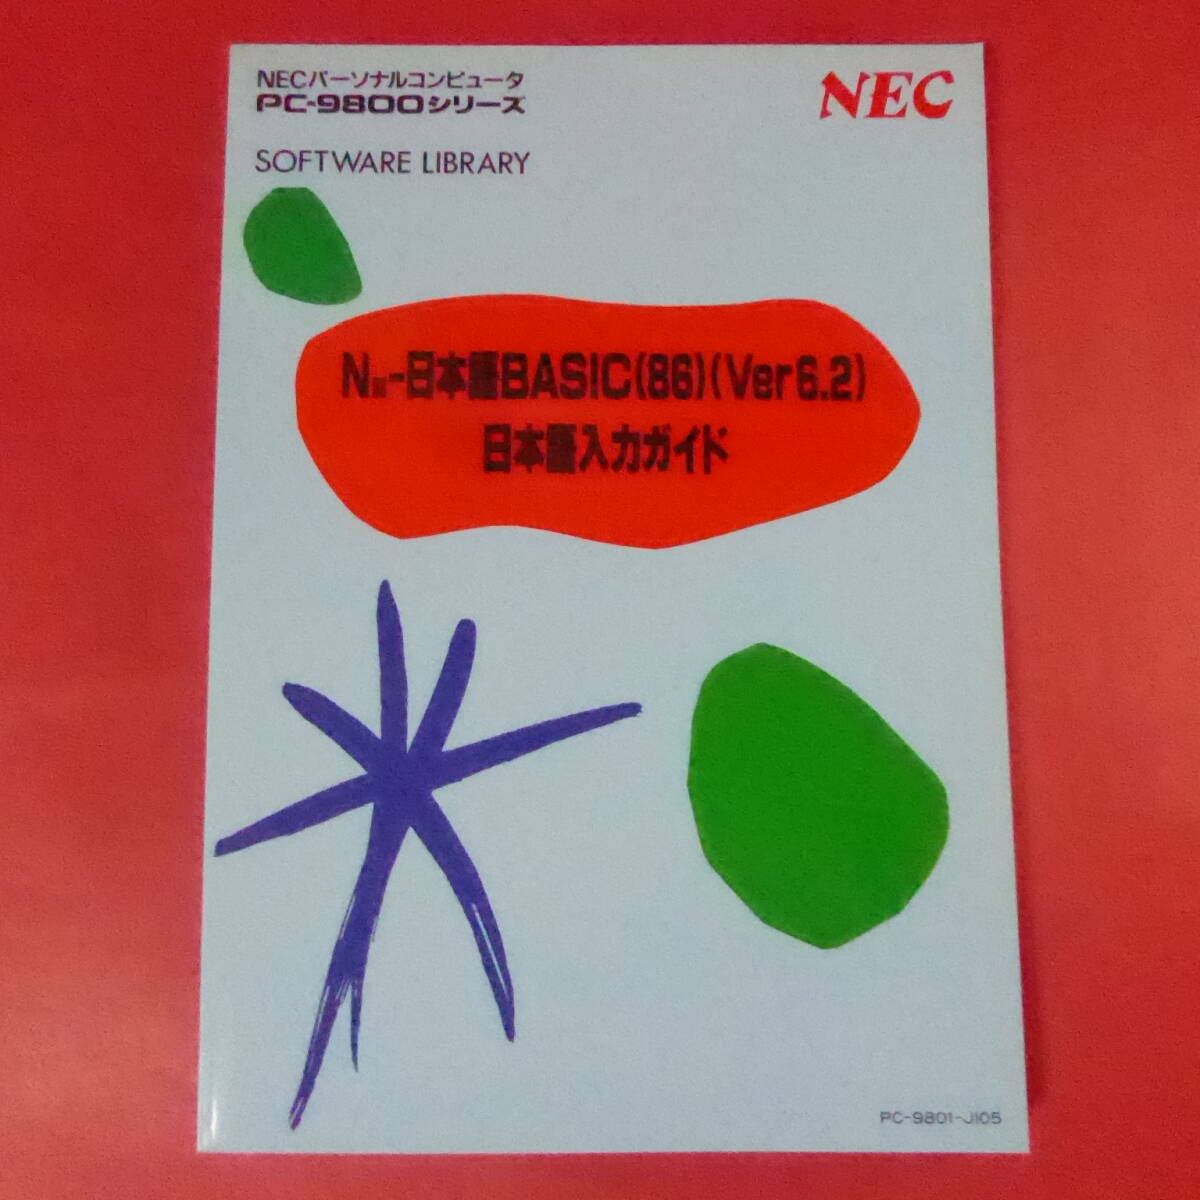 NECパーソナルコンピュータ
PC-9800シリーズ
NEC
SOFTWARE LIBRARY
N₈₈-日本語BASIC(86)(Ver6.2)
日本語入力ガイド
PC-9801-J105